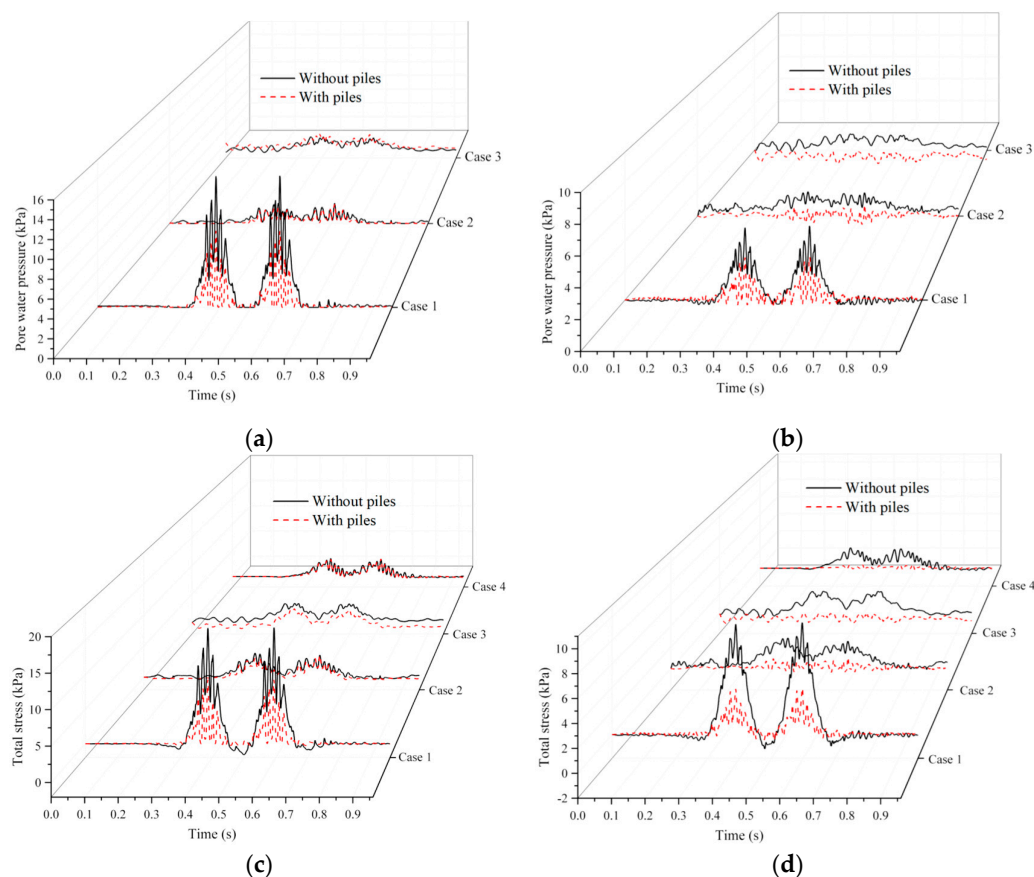 Without piles
With piles
Case 3
Case 2
Case 1
Pore water pressure (kPa)
16
14
12
10
8
6
4
2
0
0.0 0.1 0.2 0.3 0.4 0.5 0.6 0.7 0.8 0.9
Time (s)
(a)
Without piles
With piles
Case 3
Case 2
Case 1
Pore water pressure (kPa)
10
8
6
4
2
0
0.0 0.1 0.2 0.3 0.4 0.5 0.6 0.7 0.8 0.9
Time (s)
(b)
Without piles
With piles
Case 4
Case 3
Case 2
Case 1
Total stress (kPa)
20
15
10
5
0
0.0 0.1 0.2 0.3 0.4 0.5 0.6 0.7 0.8 0.9
Time (s)
(c)
Without piles
With piles
Case 4
Case 3
Case 2
Case 1
Total stress (kPa)
10
8
6
4
2
0
-2
0.0 0.1 0.2 0.3 0.4 0.5 0.6 0.7 0.8 0.9
Time (s)
(d)